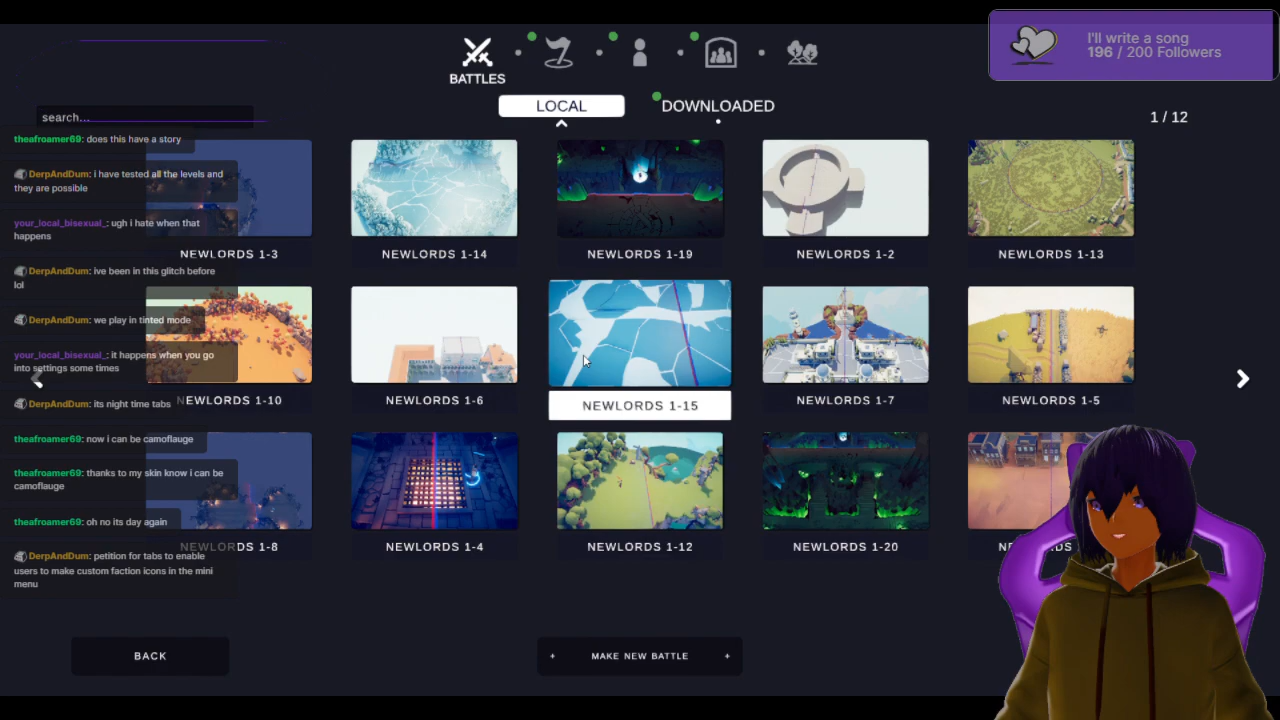 BATTLES
I'll write a song
196 / 200 Followers
LOCAL
DOWNLOADED
1 / 12
search...
theafroamer69: does this have a story
DerpAndDum: i have tested all the levels and
they are possible
your_local_bisexual_: ugh i hate when that
happens
DerpAndDum: ive been in this glitch before
lol
DerpAndDum: we play in tinted mode
your_local_bisexual_: it happens when you go
into settings some times
DerpAndDum: its night time tabs
theafroamer69: now i can be camoflauge
theafroamer69: thanks to my skin know i can be
camoflauge
theafroamer69: oh no its day again
DerpAndDum: petition for tabs to enable
users to make custom faction icons in the mini
menu
NEWLORDS 1-3
NEWLORDS 1-14
NEWLORDS 1-19
NEWLORDS 1-2
NEWLORDS 1-13
NEWLORDS 1-10
NEWLORDS 1-6
NEWLORDS 1-15
NEWLORDS 1-7
NEWLORDS 1-5
NEWLORDS 1-8
NEWLORDS 1-4
NEWLORDS 1-12
NEWLORDS 1-20
BACK
+ MAKE NEW BATTLE +